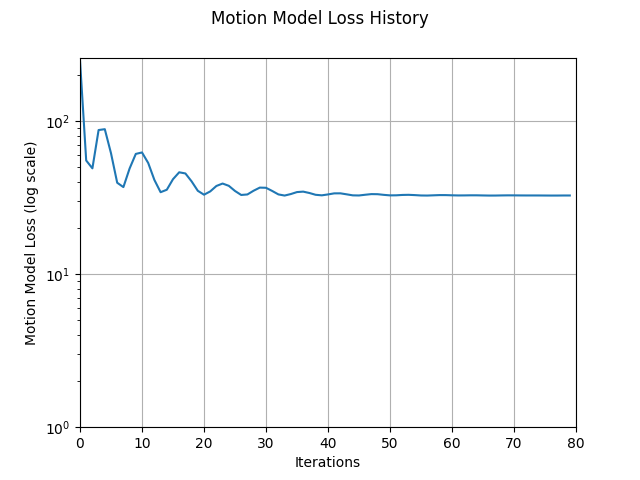 Motion Model Loss History
Motion Model Loss (log scale)
10²
10¹
10⁰
0 10 20 30 40 50 60 70 80
Iterations